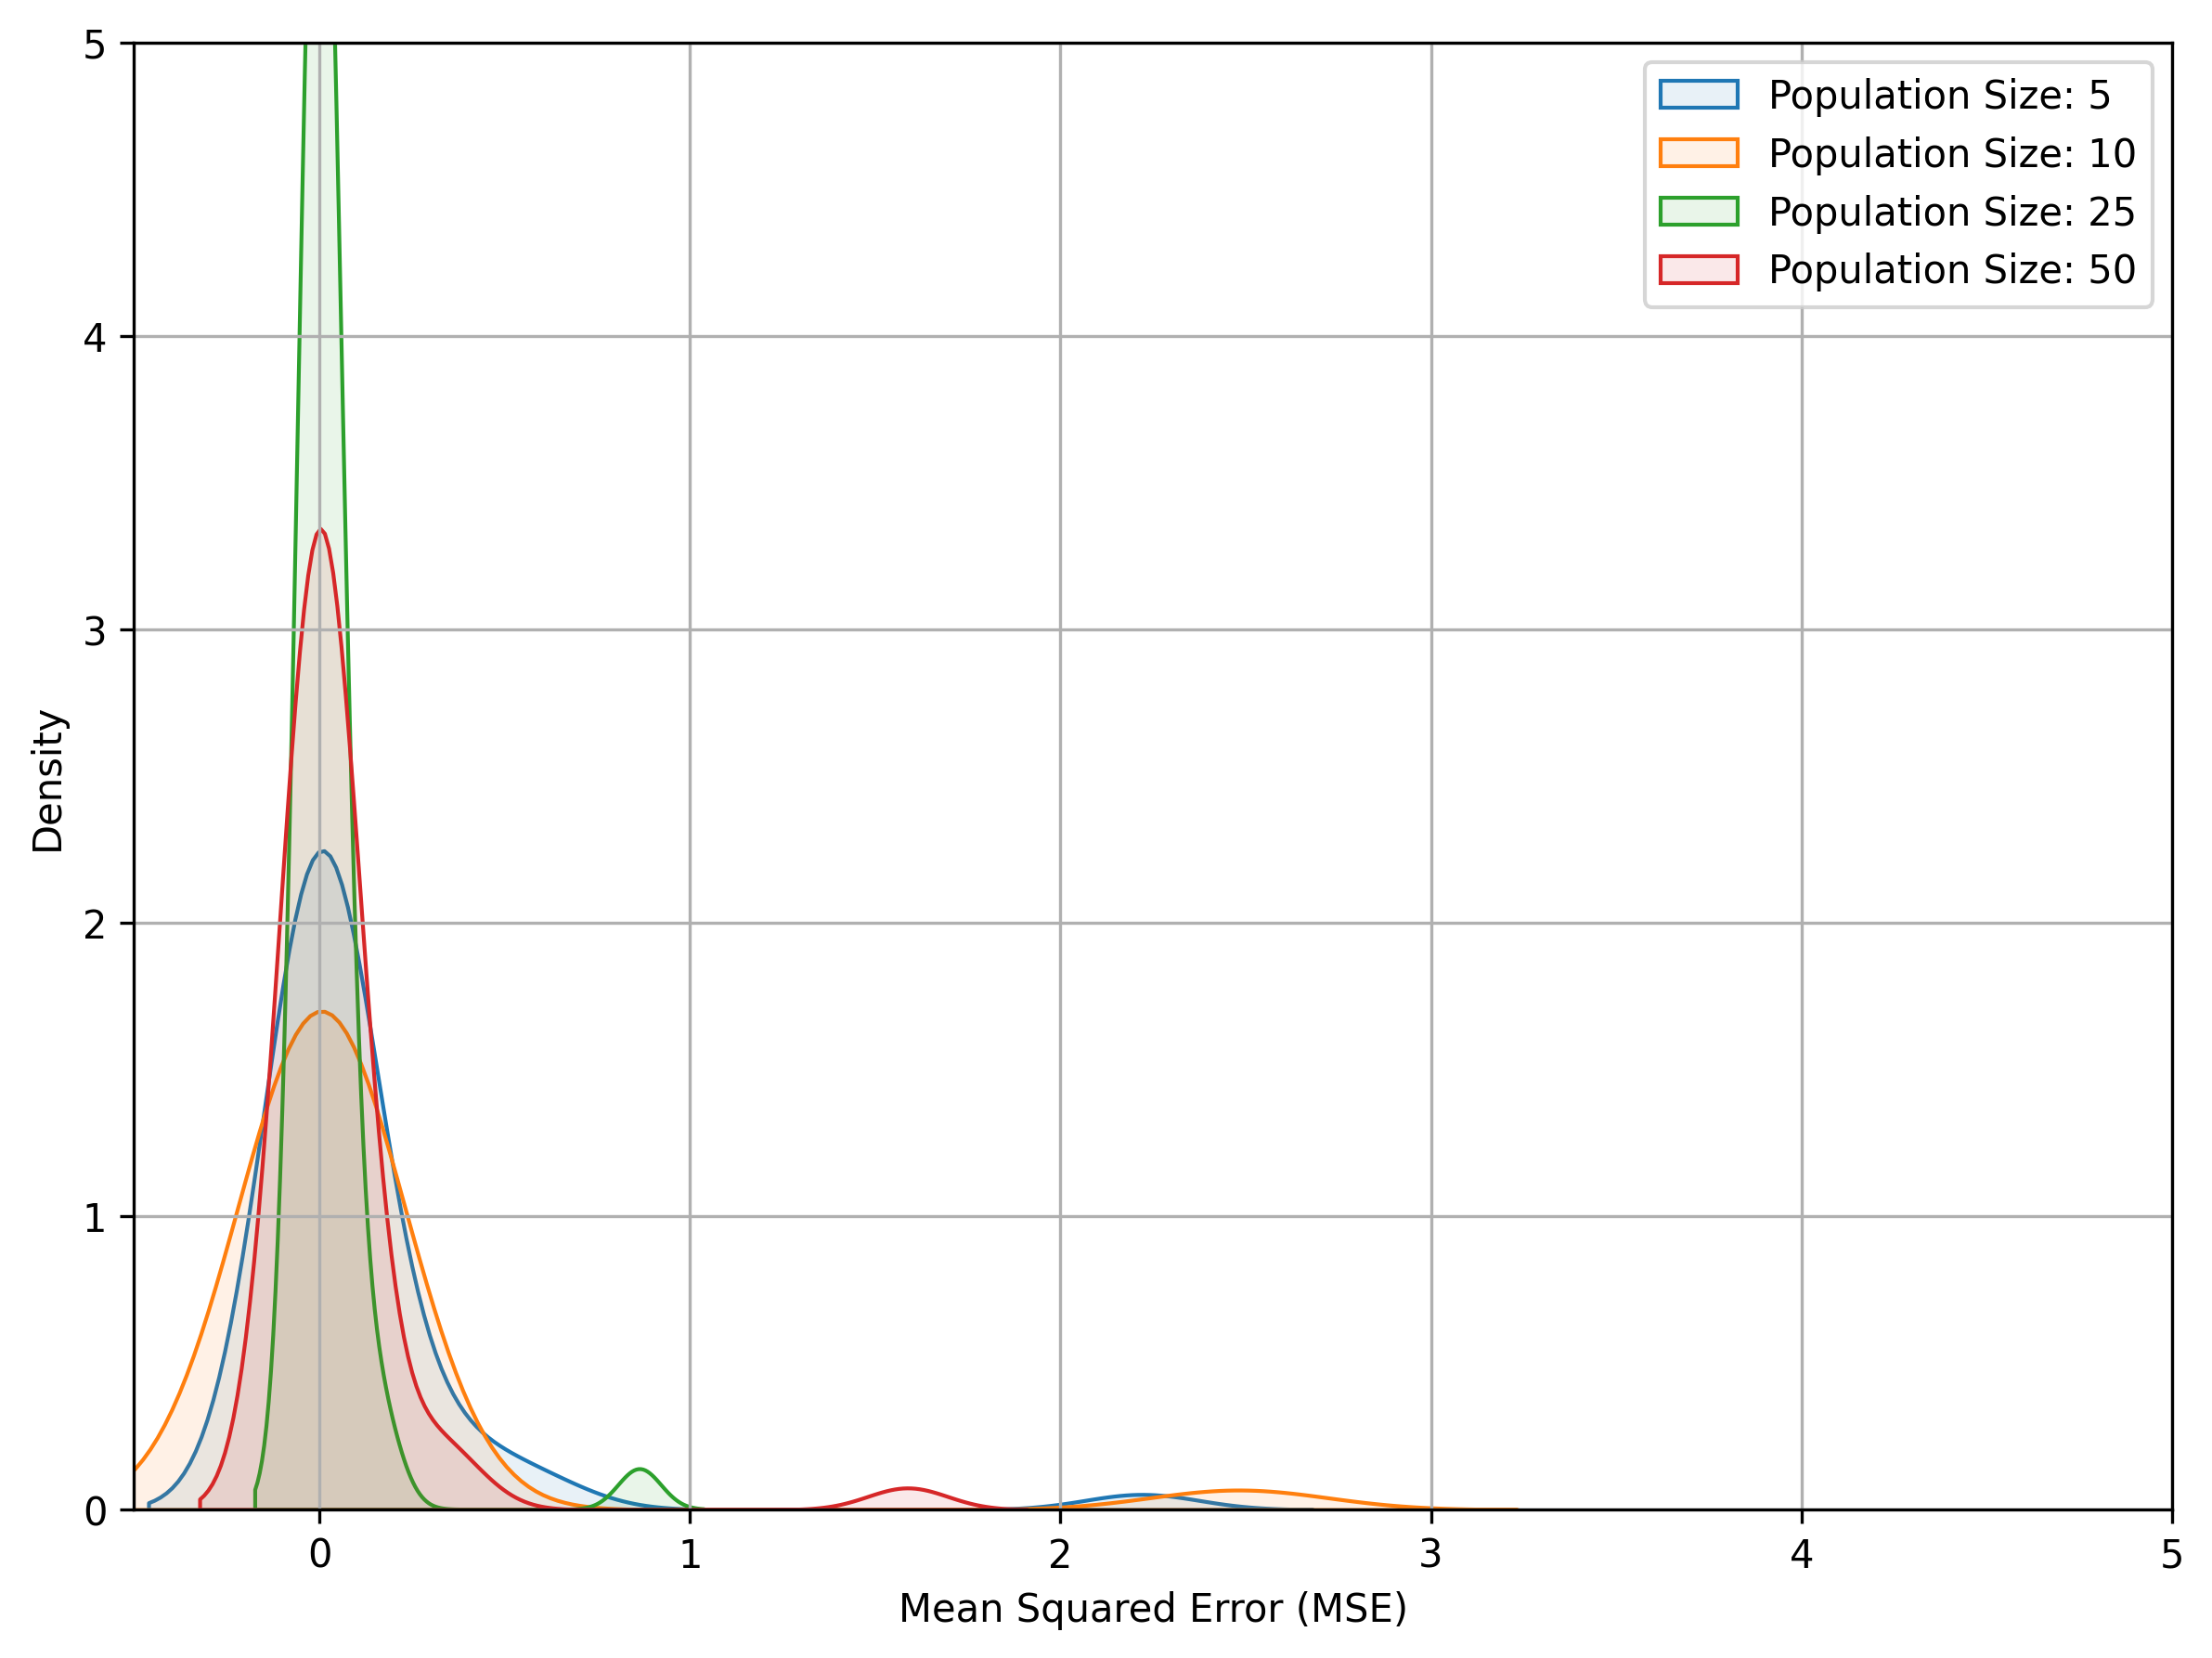 Population Size: 5
Population Size: 10
Population Size: 25
Population Size: 50
5
4
3
2
1
0
Density
0 1 2 3 4 5
Mean Squared Error (MSE)